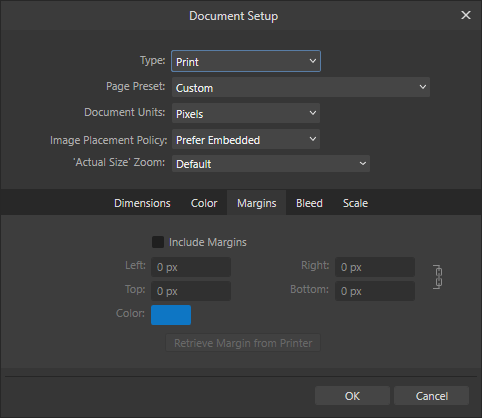 Document Setup
Type: Print
Page Preset: Custom
Document Units: Pixels
Image Placement Policy: Prefer Embedded
'Actual Size' Zoom: Default
Dimensions Color Margins Bleed Scale
Include Margins
Left: 0 px Right: 0 px
Top: 0 px Bottom: 0 px
Color:
Retrieve Margin from Printer
OK Cancel